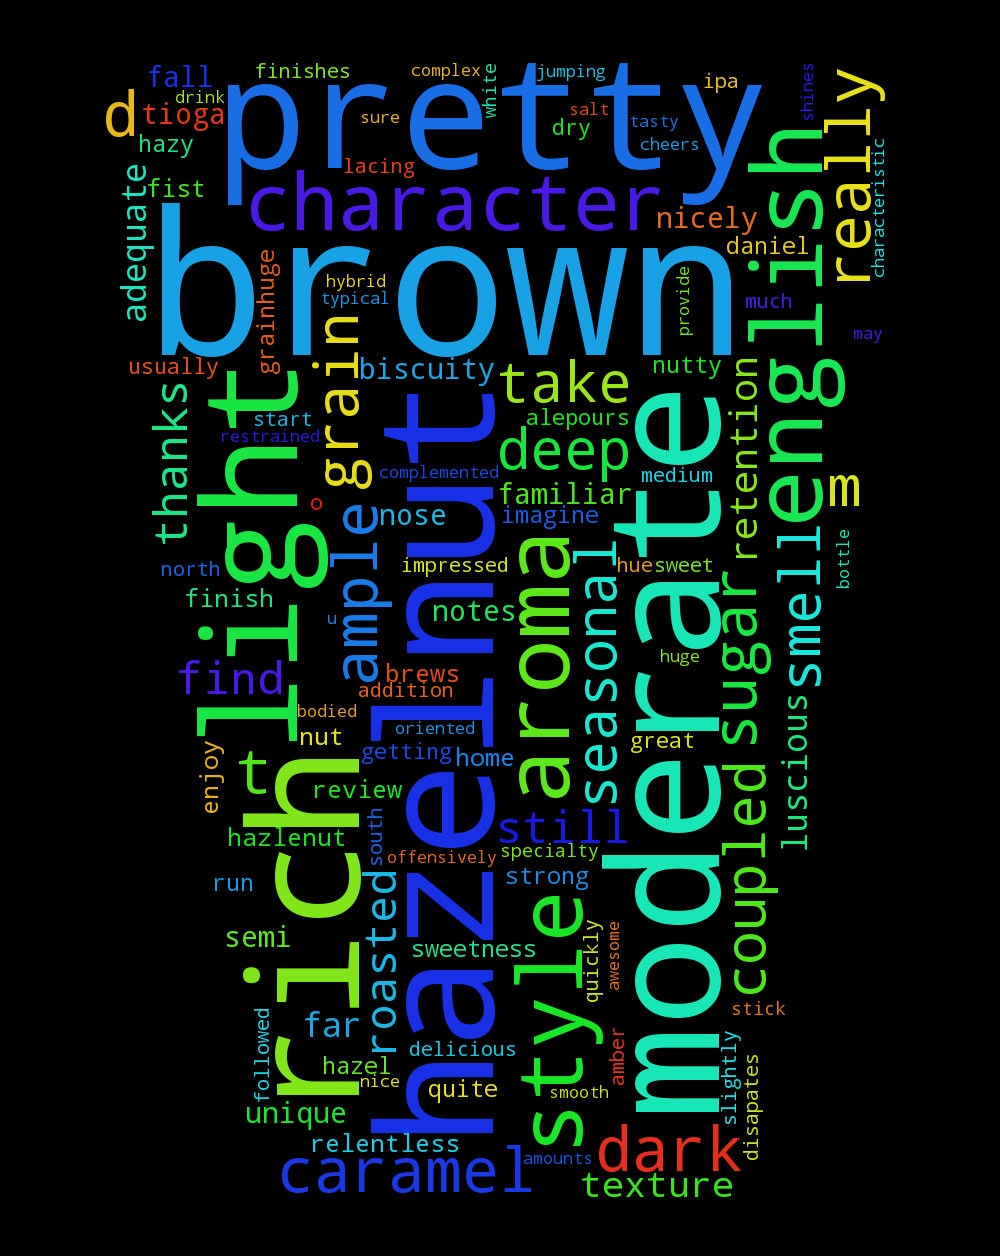 pretty
finishes
complex
white
jumping
ipa
shines
really
fall
drink
d
tioga
sure
salt
dry
tasty
cheers
hazy
lacing
fist
character
nicely
daniel
characteristic
adequate
brown
english
grainhuge
hybrid
typical
provide
much
may
usually
grain
biscuity
take
nutty
thanks
light
start
restrained
alepours
deep
retention
complemented
medium
familiar
m
o
nose
imagine
hazelnut
moderate
north
ample
impressed
aroma
seasonal
hue
sweet
bottle
smell
finish
u
notes
sugar
find
brews
addition
huge
bodied
oriented
nut
getting
home
great
luscious
enjoy
t
rich
review
coupled
south
still
hazlenut
offensively
specialty
run
roasted
strong
style
semi
sweetness
quickly
awesome
stick
far
followed
delicious
amber
slightly
hazel
nice
quite
smooth
disapates
unique
relentless
dark
caramel
amounts
texture